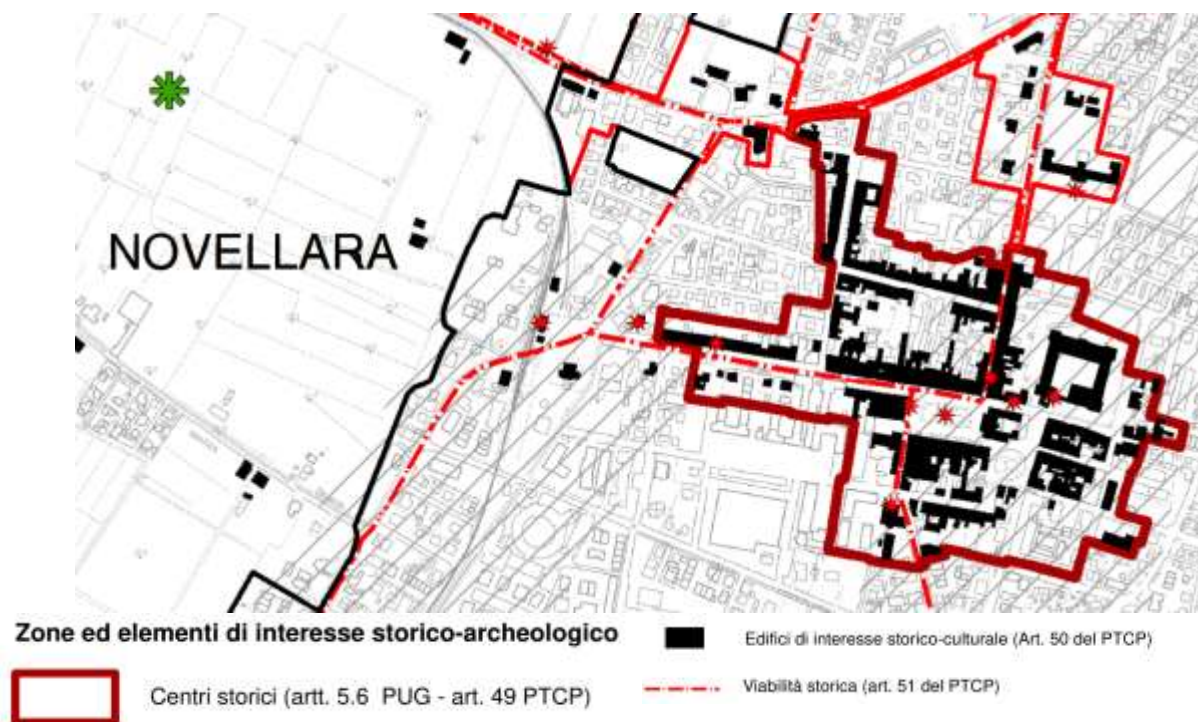 NOVELLARA
Zone ed elementi di interesse storico-archeologico
Edifici di interesse storico-culturale (Art. 50 del PTCP)
Centri storici (artt. 5.6 PUG - art. 49 PTCP)
Viabilità storica (art. 51 del PTCP)